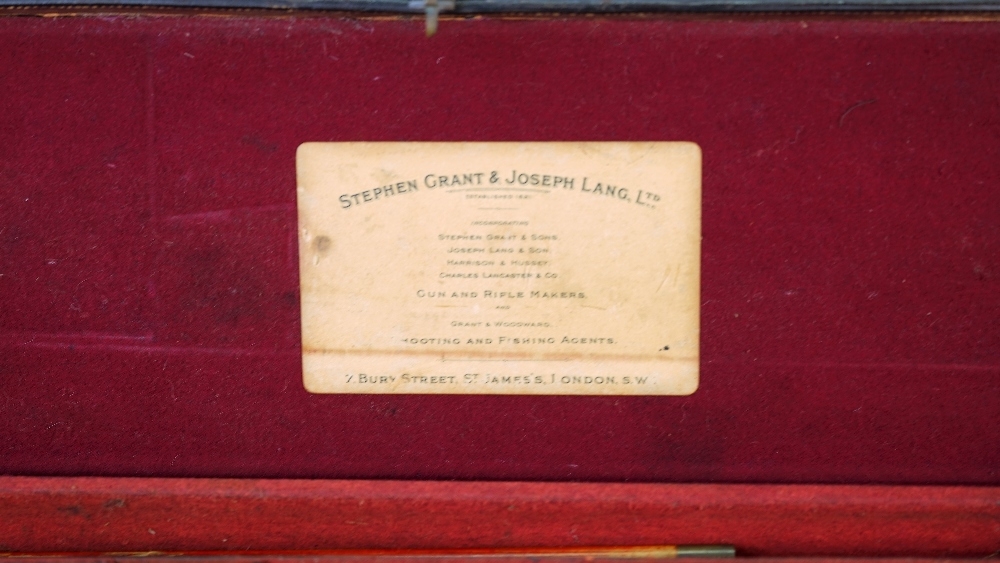 STEPHEN GRANT & JOSEPH LANG, LTD
ESTABLISHED 1821
INCORPORATING
STEPHEN GRANT & SONS.
JOSEPH LANG & SON.
HARRISON & HUSSEY.
CHARLES LANCASTER & CO
GUN AND RIFLE MAKERS.
AND
GRANT & WOODWARD.
HOOTING AND FISHING AGENTS.
7 BURY STREET, ST JAMES'S, LONDON, S.W.